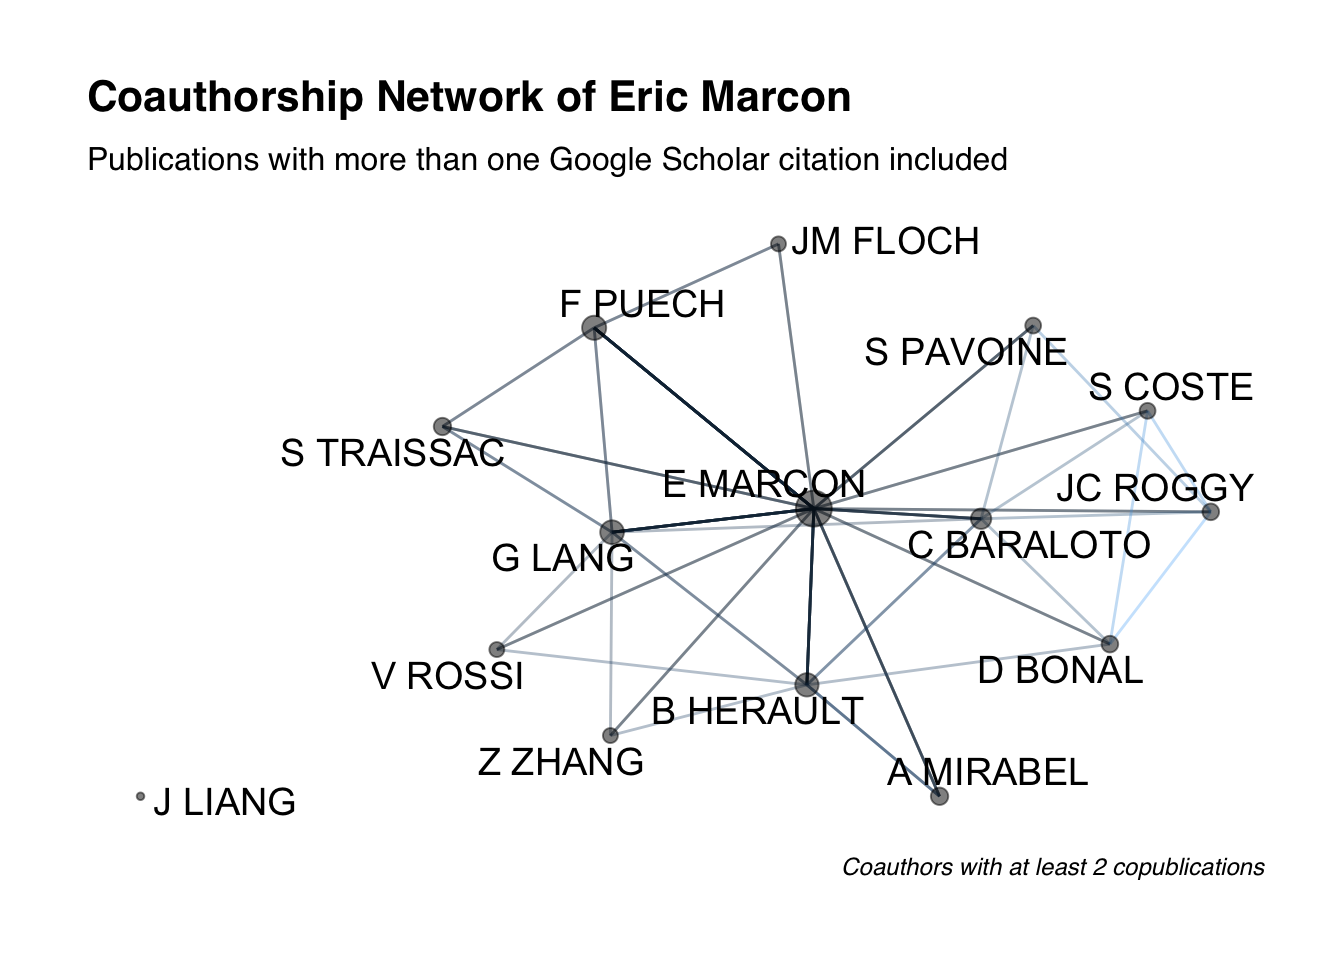 Coauthorship Network of Eric Marcon
Publications with more than one Google Scholar citation included
JM FLOCH
F PUECH
S PAVOINE
S COSTE
S TRAISSAC
E MARCON
JC ROGGY
G LANG
C BARALOTO
V ROSSI
D BONAL
B HERAULT
Z ZHANG
A MIRABEL
J LIANG
Coauthors with at least 2 copublications